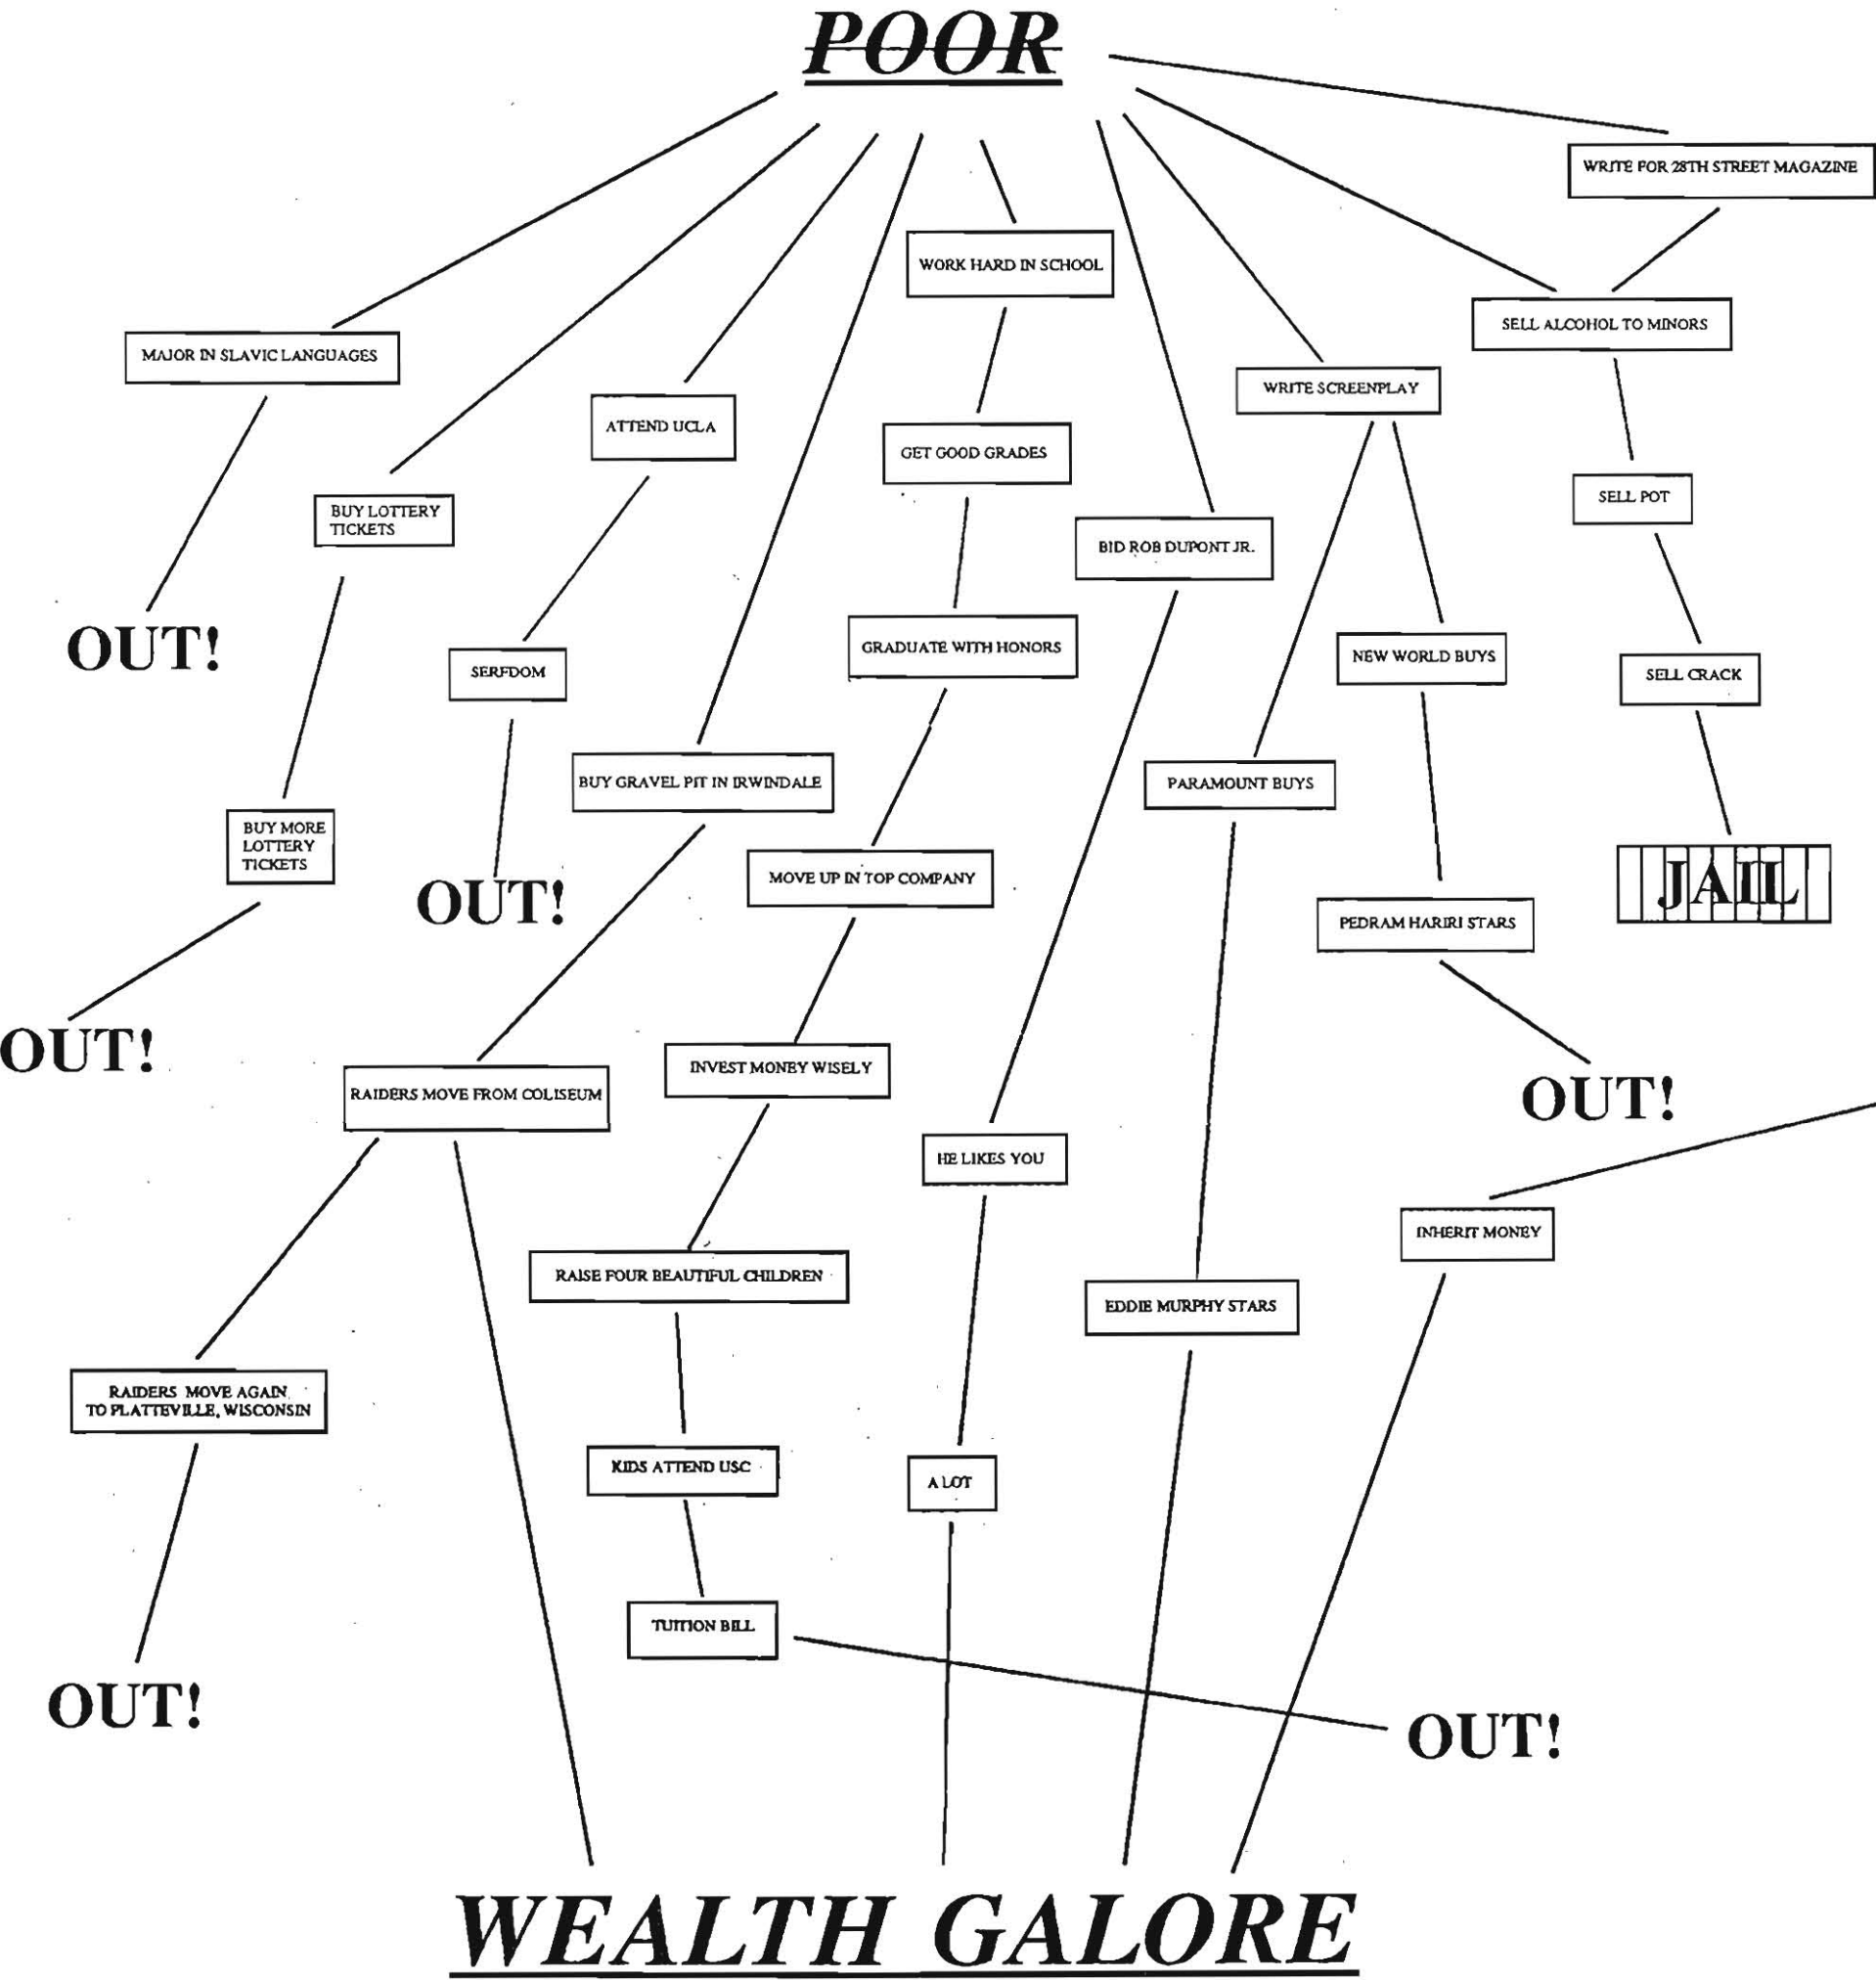 POOR
WRITE FOR 28TH STREET MAGAZINE
WORK HARD IN SCHOOL
SELL ALCOHOL TO MINORS
MAJOR IN SLAVIC LANGUAGES
WRITE SCREENPLAY
ATTEND UCLA
GET GOOD GRADES
SELL POT
BUY LOTTERY
TICKETS
BID ROB DUPONT JR.
OUT!
GRADUATE WITH HONORS
NEW WORLD BUYS
SERFDOM
SELL CRACK
BUY GRAVEL PIT IN IRWINDALE
PARAMOUNT BUYS
BUY MORE
LOTTERY
TICKETS
MOVE UP IN TOP COMPANY
JAIL
OUT!
PEDRAM HARIRI STARS
OUT!
INVEST MONEY WISELY
RAIDERS MOVE FROM COLISEUM
OUT!
HE LIKES YOU
INHERIT MONEY
RAISE FOUR BEAUTIFUL CHILDREN
EDDIE MURPHY STARS
RAIDERS MOVE AGAIN
TO PLATTEVILLE, WISCONSIN
KIDS ATTEND USC
A LOT
TUITION BILL
OUT!
OUT!
WEALTH GALORE